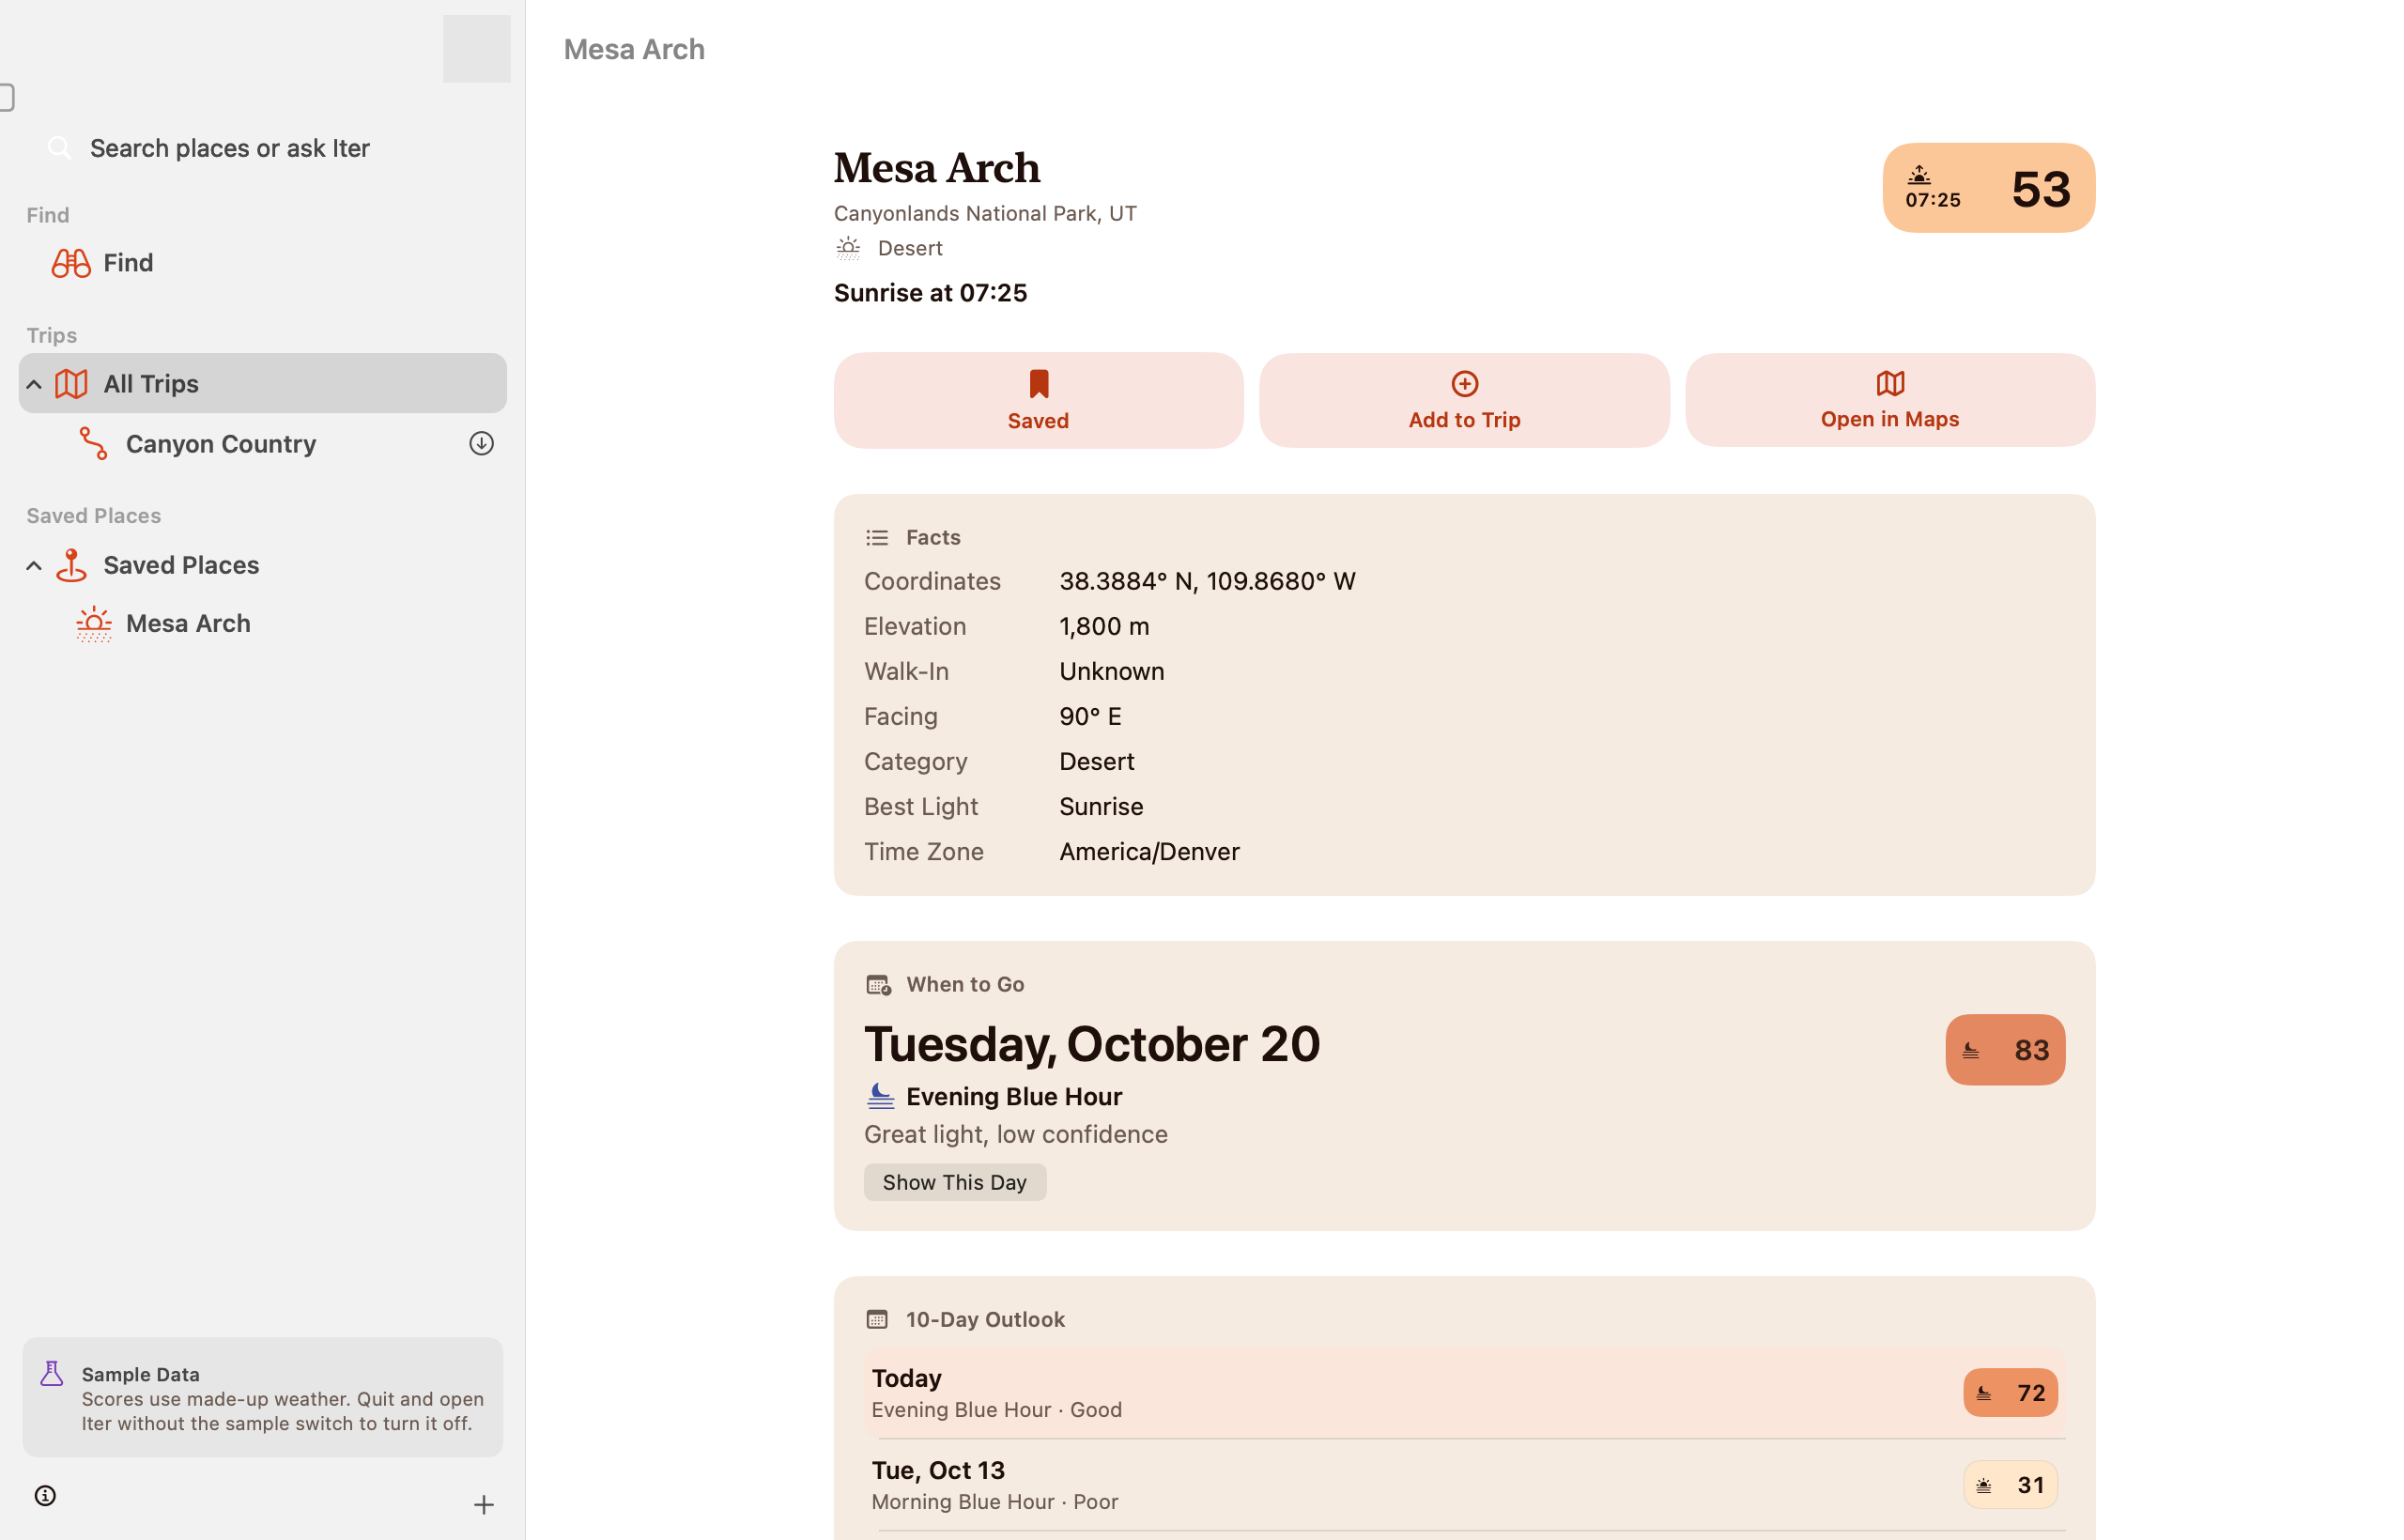 Mesa Arch
Search places or ask Iter
Find
Find
Trips
All Trips
Canyon Country
Saved Places
Saved Places
Mesa Arch
Sample Data
Scores use made-up weather. Quit and open
Iter without the sample switch to turn it off.
Mesa Arch
Canyonlands National Park, UT
Desert
Sunrise at 07:25
07:25
53
Saved
Add to Trip
Open in Maps
Facts
Coordinates 38.3884° N, 109.8680° W
Elevation 1,800 m
Walk-In Unknown
Facing 90° E
Category Desert
Best Light Sunrise
Time Zone America/Denver
When to Go
Tuesday, October 20
83
Evening Blue Hour
Great light, low confidence
Show This Day
10-Day Outlook
Today
Evening Blue Hour · Good
72
Tue, Oct 13
Morning Blue Hour · Poor
31